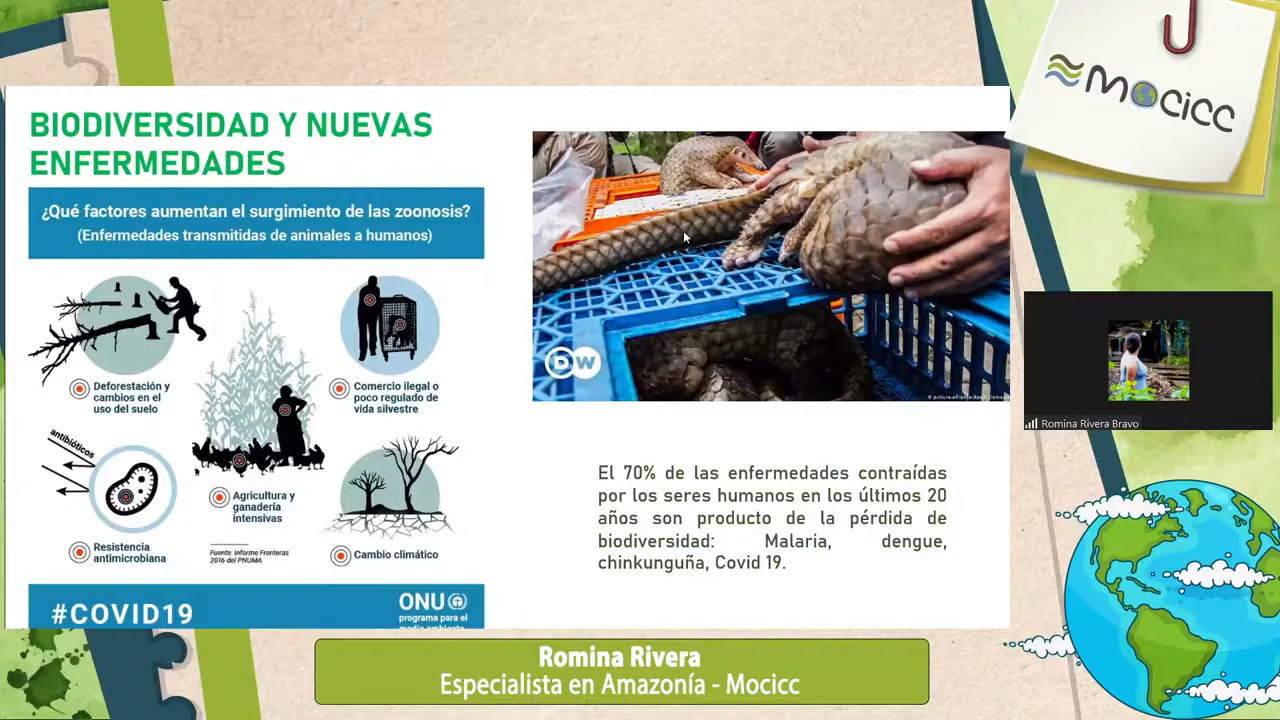 BIODIVERSIDAD Y NUEVAS
ENFERMEDADES
¿Qué factores aumentan el surgimiento de las zoonosis?
(Enfermedades transmitidas de animales a humanos)
Deforestación y
cambios en el
uso del suelo
Comercio ilegal o
poco regulado de
vida silvestre
antibióticos
Agricultura y
ganadería
intensivas
Resistencia
antimicrobiana
Fuente: Informe Fronteras
2016 del PNUMA
Cambio climático
#COVID19
ONU
programa para el
medio ambiente
DW
El 70% de las enfermedades contraídas
por los seres humanos en los últimos 20
años son producto de la pérdida de
biodiversidad: Malaria, dengue,
chinkunguña, Covid 19.
mocicc
Romina Rivera Bravo
Romina Rivera
Especialista en Amazonía - Mocicc